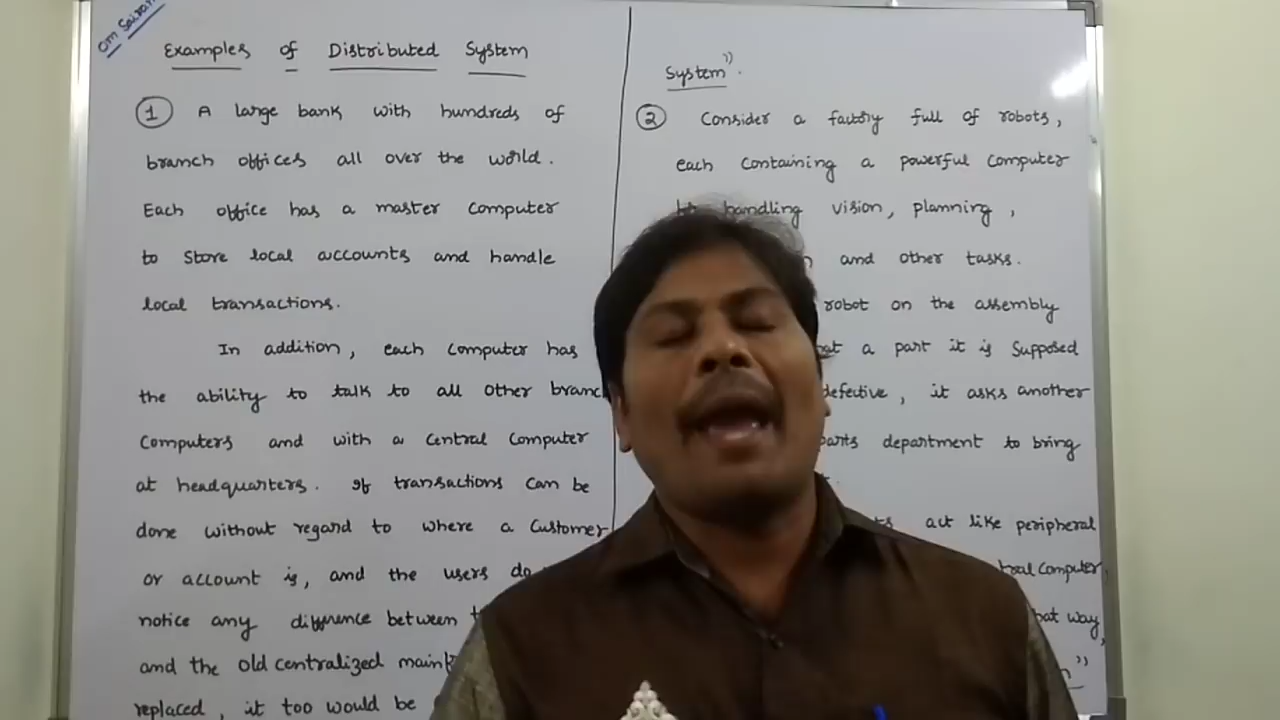 Om Sairam
Examples of Distributed System
① A large bank with hundreds of
branch offices all over the world.
Each office has a master computer
to store local accounts and handle
local transactions.
In addition, each computer has
the ability to talk to all other branc
Computers and with a Central Computer
at headquarters. If transactions can be
done without regard to where a customer
or account is, and the users do
notice any difference between
and the old centralized main
replaced, it too would be
System”.
② Consider a factory full of robots,
each containing a powerful computer
handling vision, planning,
and other tasks.
robot on the assembly
a part it is supposed
defective, it asks another
parts department to bring
act like peripheral
Computer,
way,